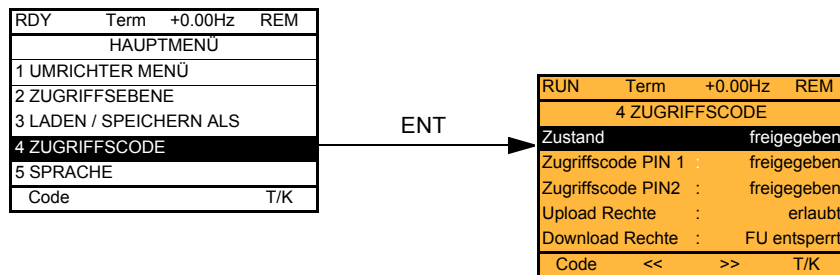 RDY Term +0.00Hz REM
HAUPTMENÜ
1 UMRICHTER MENÜ
2 ZUGRIFFSEBENE
3 LADEN / SPEICHERN ALS
4 ZUGRIFFSCODE
5 SPRACHE
Code T/K
ENT
RUN Term +0.00Hz REM
4 ZUGRIFFSCODE
Zustand freigegeben
Zugriffscode PIN 1 : freigegeben
Zugriffscode PIN2 : freigegeben
Upload Rechte : erlaubt
Download Rechte : FU entsperrt
Code << >> T/K